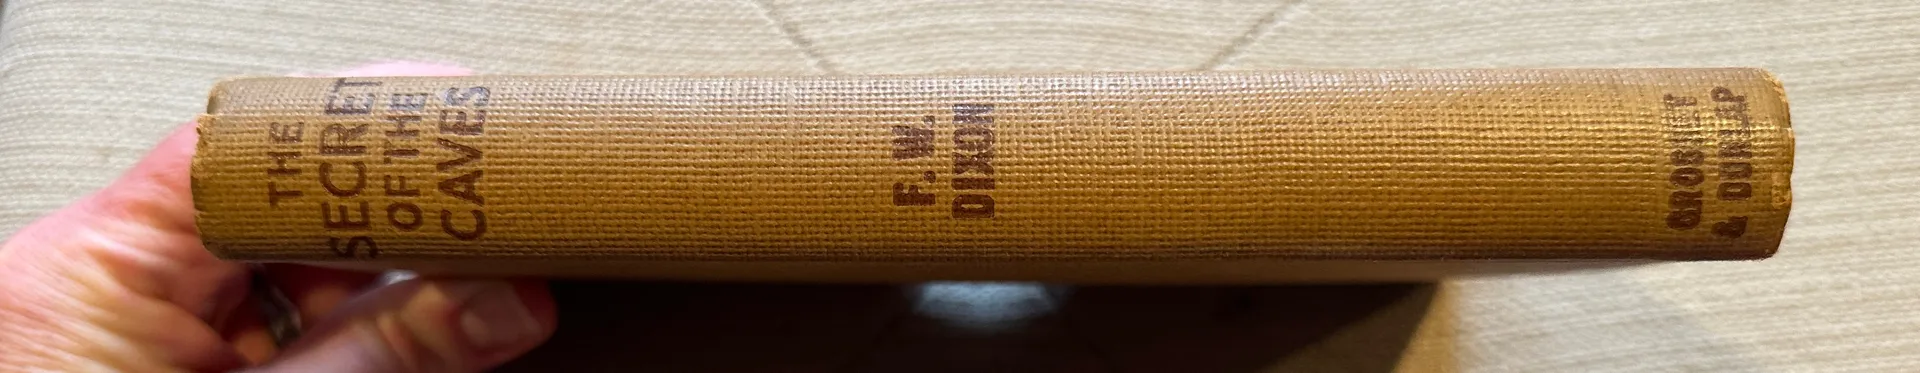 THE
SECRET
OF THE
CAVES
F. W.
DIXON
GROSSET
& DUNLAP